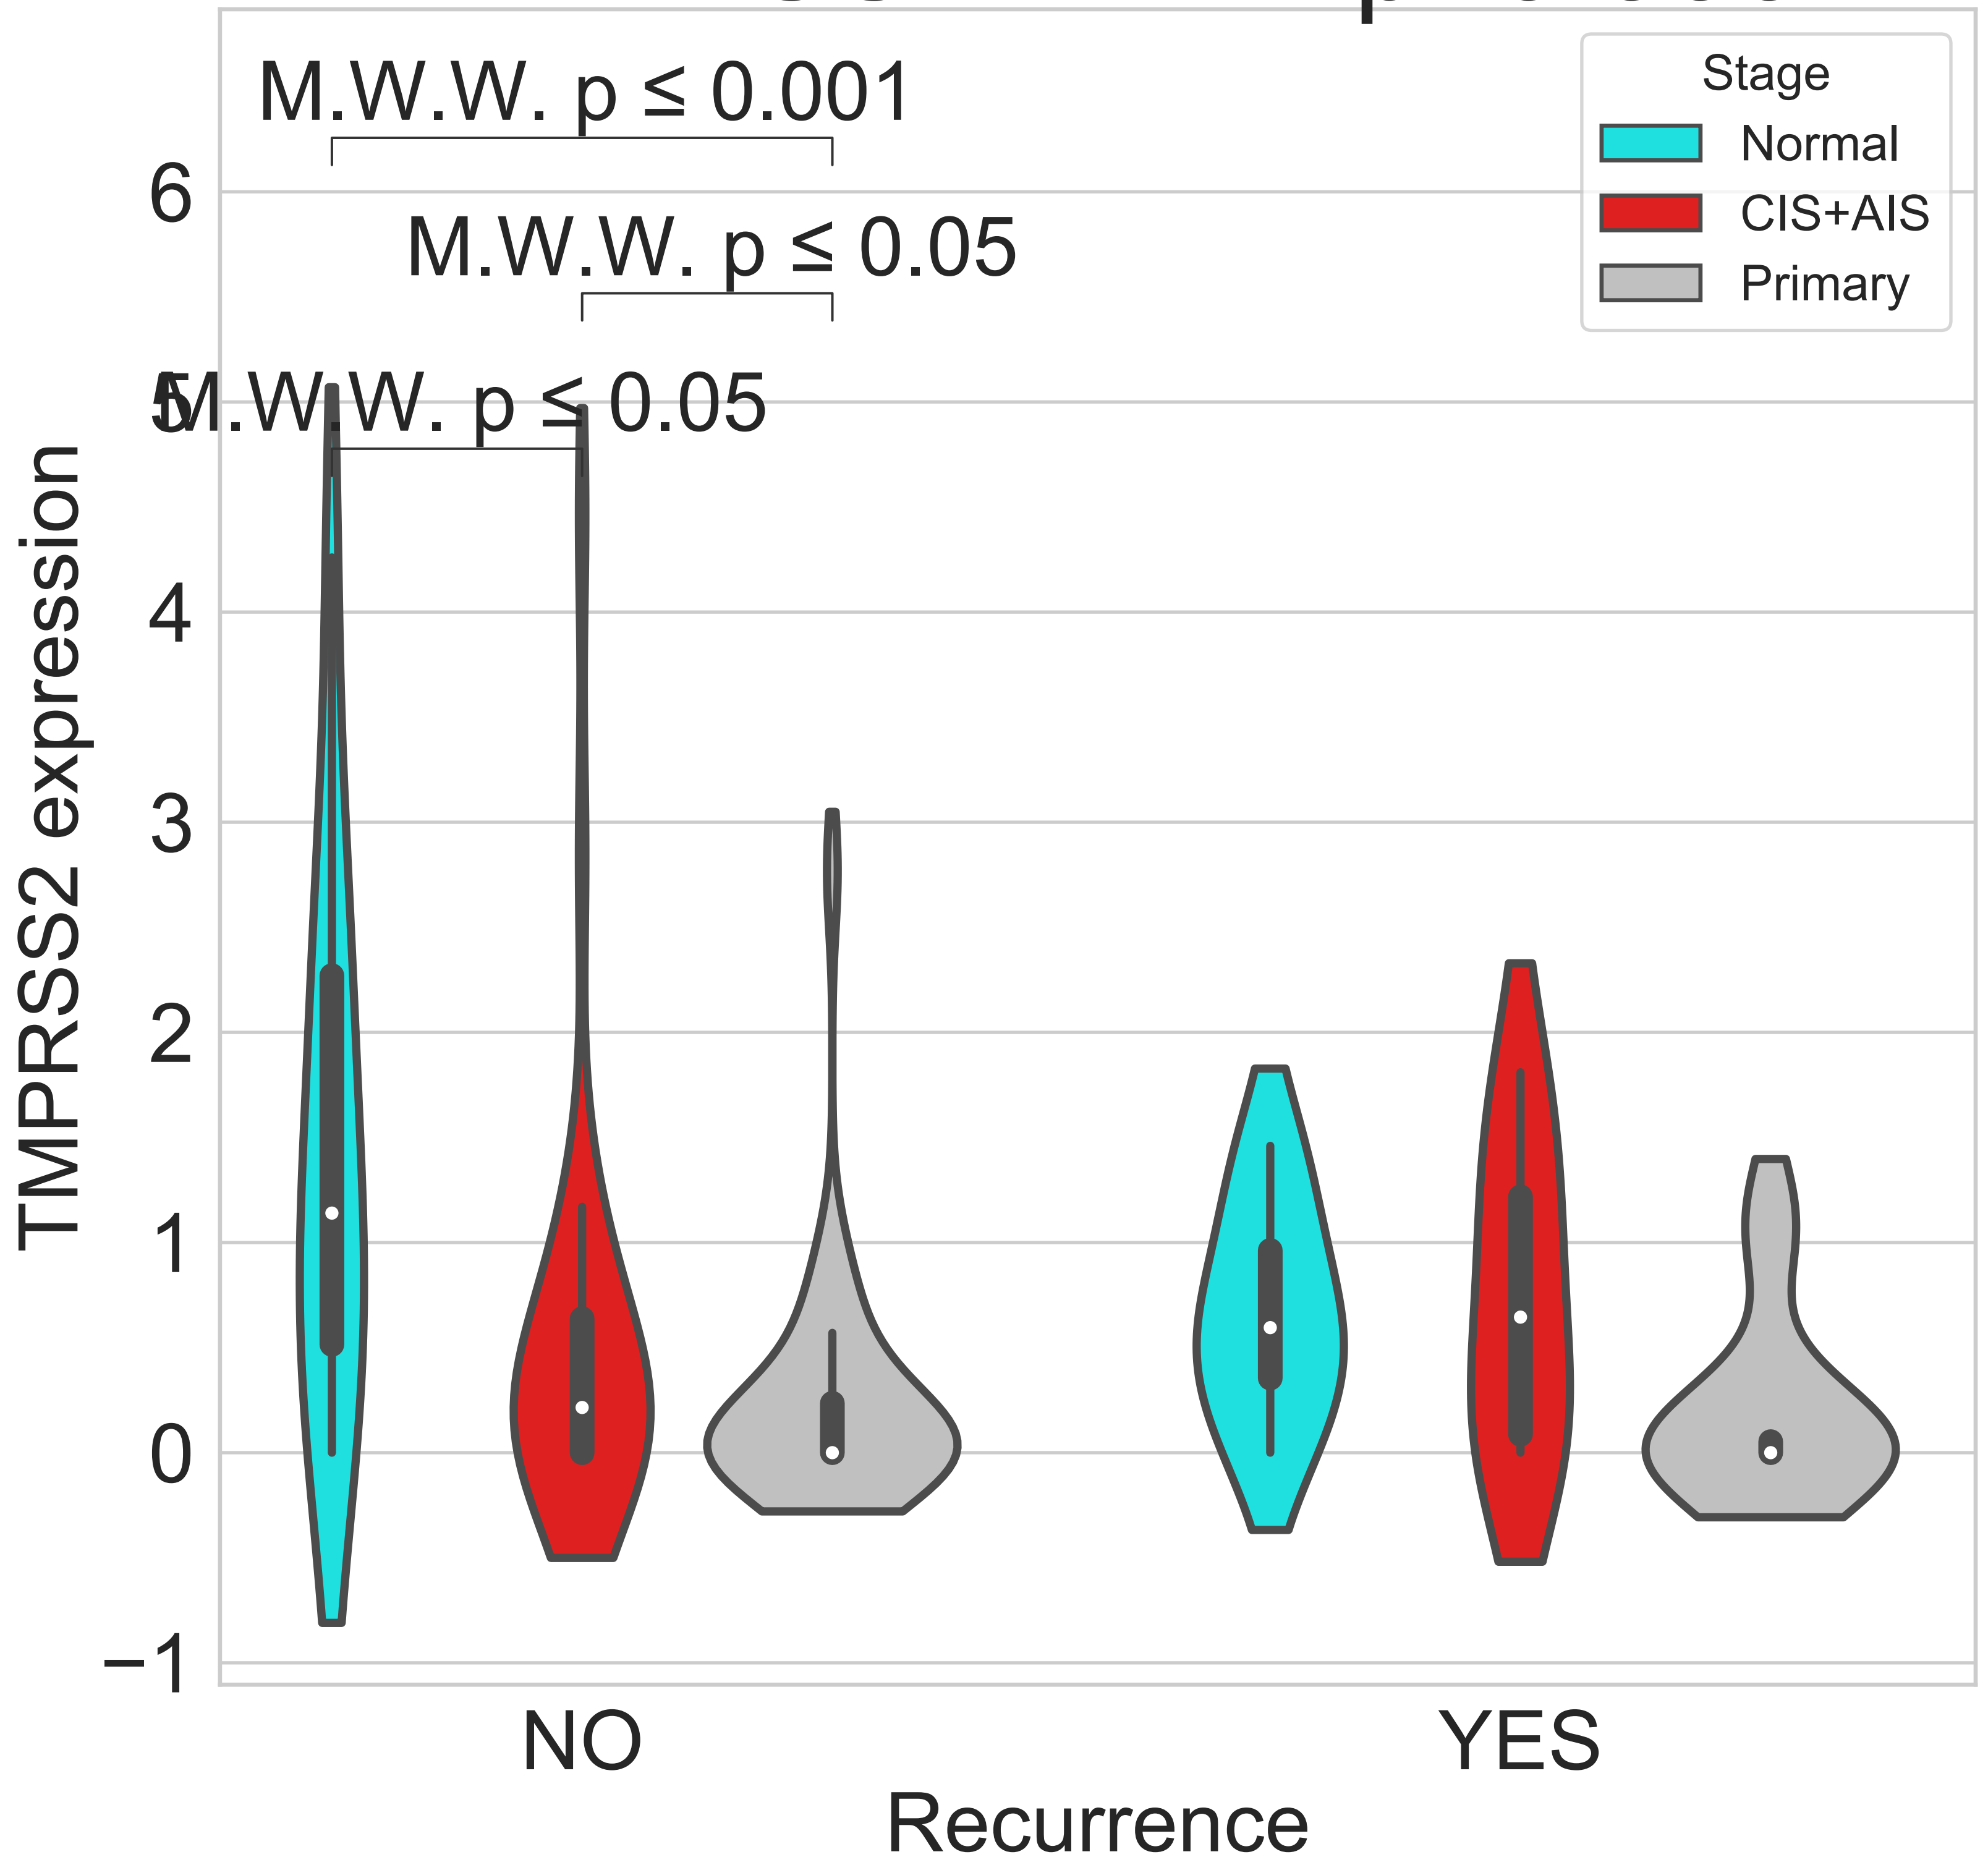 M.W.W. p ≤ 0.001
Stage
Normal
CIS+AIS
Primary
M.W.W. p ≤ 0.05
M.W.W. p ≤ 0.05
6
5
4
3
2
1
0
−1
TMPRSS2 expression
NO
YES
Recurrence